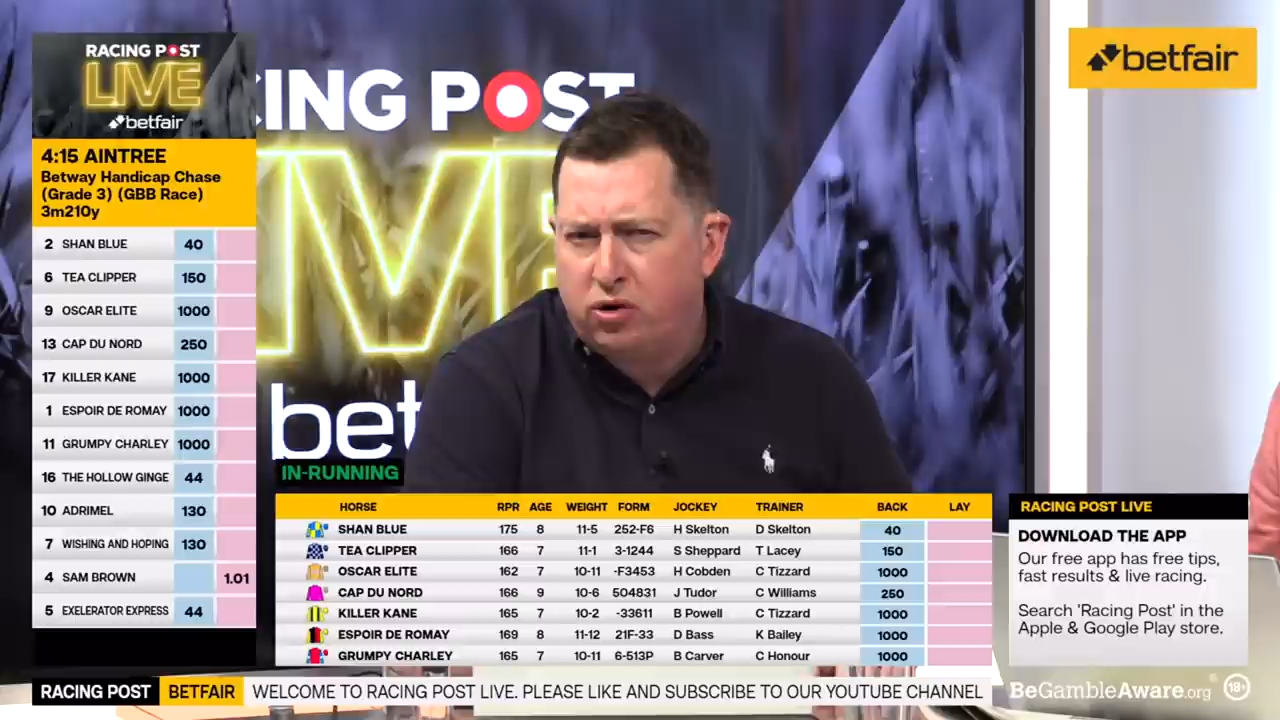 RACING POST
LIVE
betfair
4:15 AINTREE
Betway Handicap Chase
(Grade 3) (GBB Race)
3m210y
2 SHAN BLUE 40
6 TEA CLIPPER 150
9 OSCAR ELITE 1000
13 CAP DU NORD 250
17 KILLER KANE 1000
1 ESPOIR DE ROMAY 1000
11 GRUMPY CHARLEY 1000
16 THE HOLLOW GINGE 44
10 ADRIMEL 130
7 WISHING AND HOPING 130
4 SAM BROWN 1.01
5 EXELERATOR EXPRESS 44
CING POST
IVE
bet
IN-RUNNING
betfair
HORSE RPR AGE WEIGHT FORM JOCKEY TRAINER BACK LAY
SHAN BLUE 175 8 11-5 252-F6 H Skelton D Skelton 40
TEA CLIPPER 166 7 11-1 3-1244 S Sheppard T Lacey 150
OSCAR ELITE 162 7 10-11 -F3453 H Cobden C Tizzard 1000
CAP DU NORD 166 9 10-6 504831 J Tudor C Williams 250
KILLER KANE 165 7 10-2 -33611 B Powell C Tizzard 1000
ESPOIR DE ROMAY 169 8 11-12 21F-33 D Bass K Bailey 1000
GRUMPY CHARLEY 165 7 10-11 6-513P B Carver C Honour 1000
RACING POST LIVE
DOWNLOAD THE APP
Our free app has free tips,
fast results & live racing.
Search 'Racing Post' in the
Apple & Google Play store.
RACING POST BETFAIR WELCOME TO RACING POST LIVE. PLEASE LIKE AND SUBSCRIBE TO OUR YOUTUBE CHANNEL
BeGambleAware.org 18+